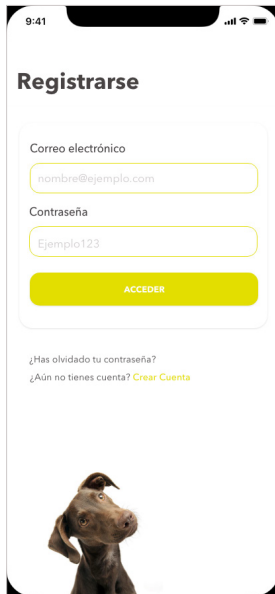 9:41
Registrarse
Correo electrónico
nombre@ejemplo.com
Contraseña
Ejemplo123
ACCEDER
¿Has olvidado tu contraseña?
¿Aún no tienes cuenta? Crear Cuenta